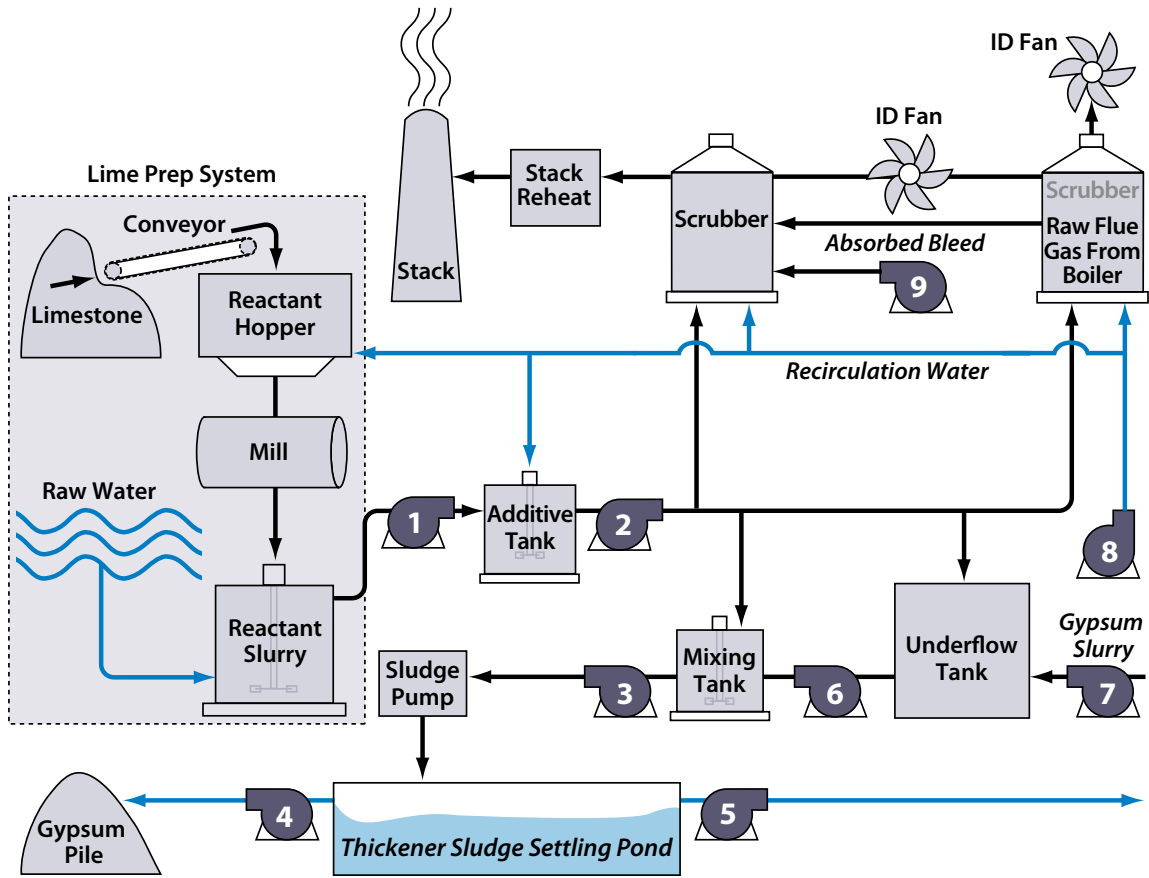 ID Fan
ID Fan
Lime Prep System
Conveyor
Limestone
Reactant
Hopper
Stack
Stack
Reheat
Scrubber
Scrubber
Raw Flue
Gas From
Boiler
Absorbed Bleed
9
Recirculation Water
Mill
Raw Water
1
Additive
Tank
2
8
Reactant
Slurry
Sludge
Pump
3
Mixing
Tank
6
Underflow
Tank
Gypsum
Slurry
7
Gypsum
Pile
4
Thickener Sludge Settling Pond
5